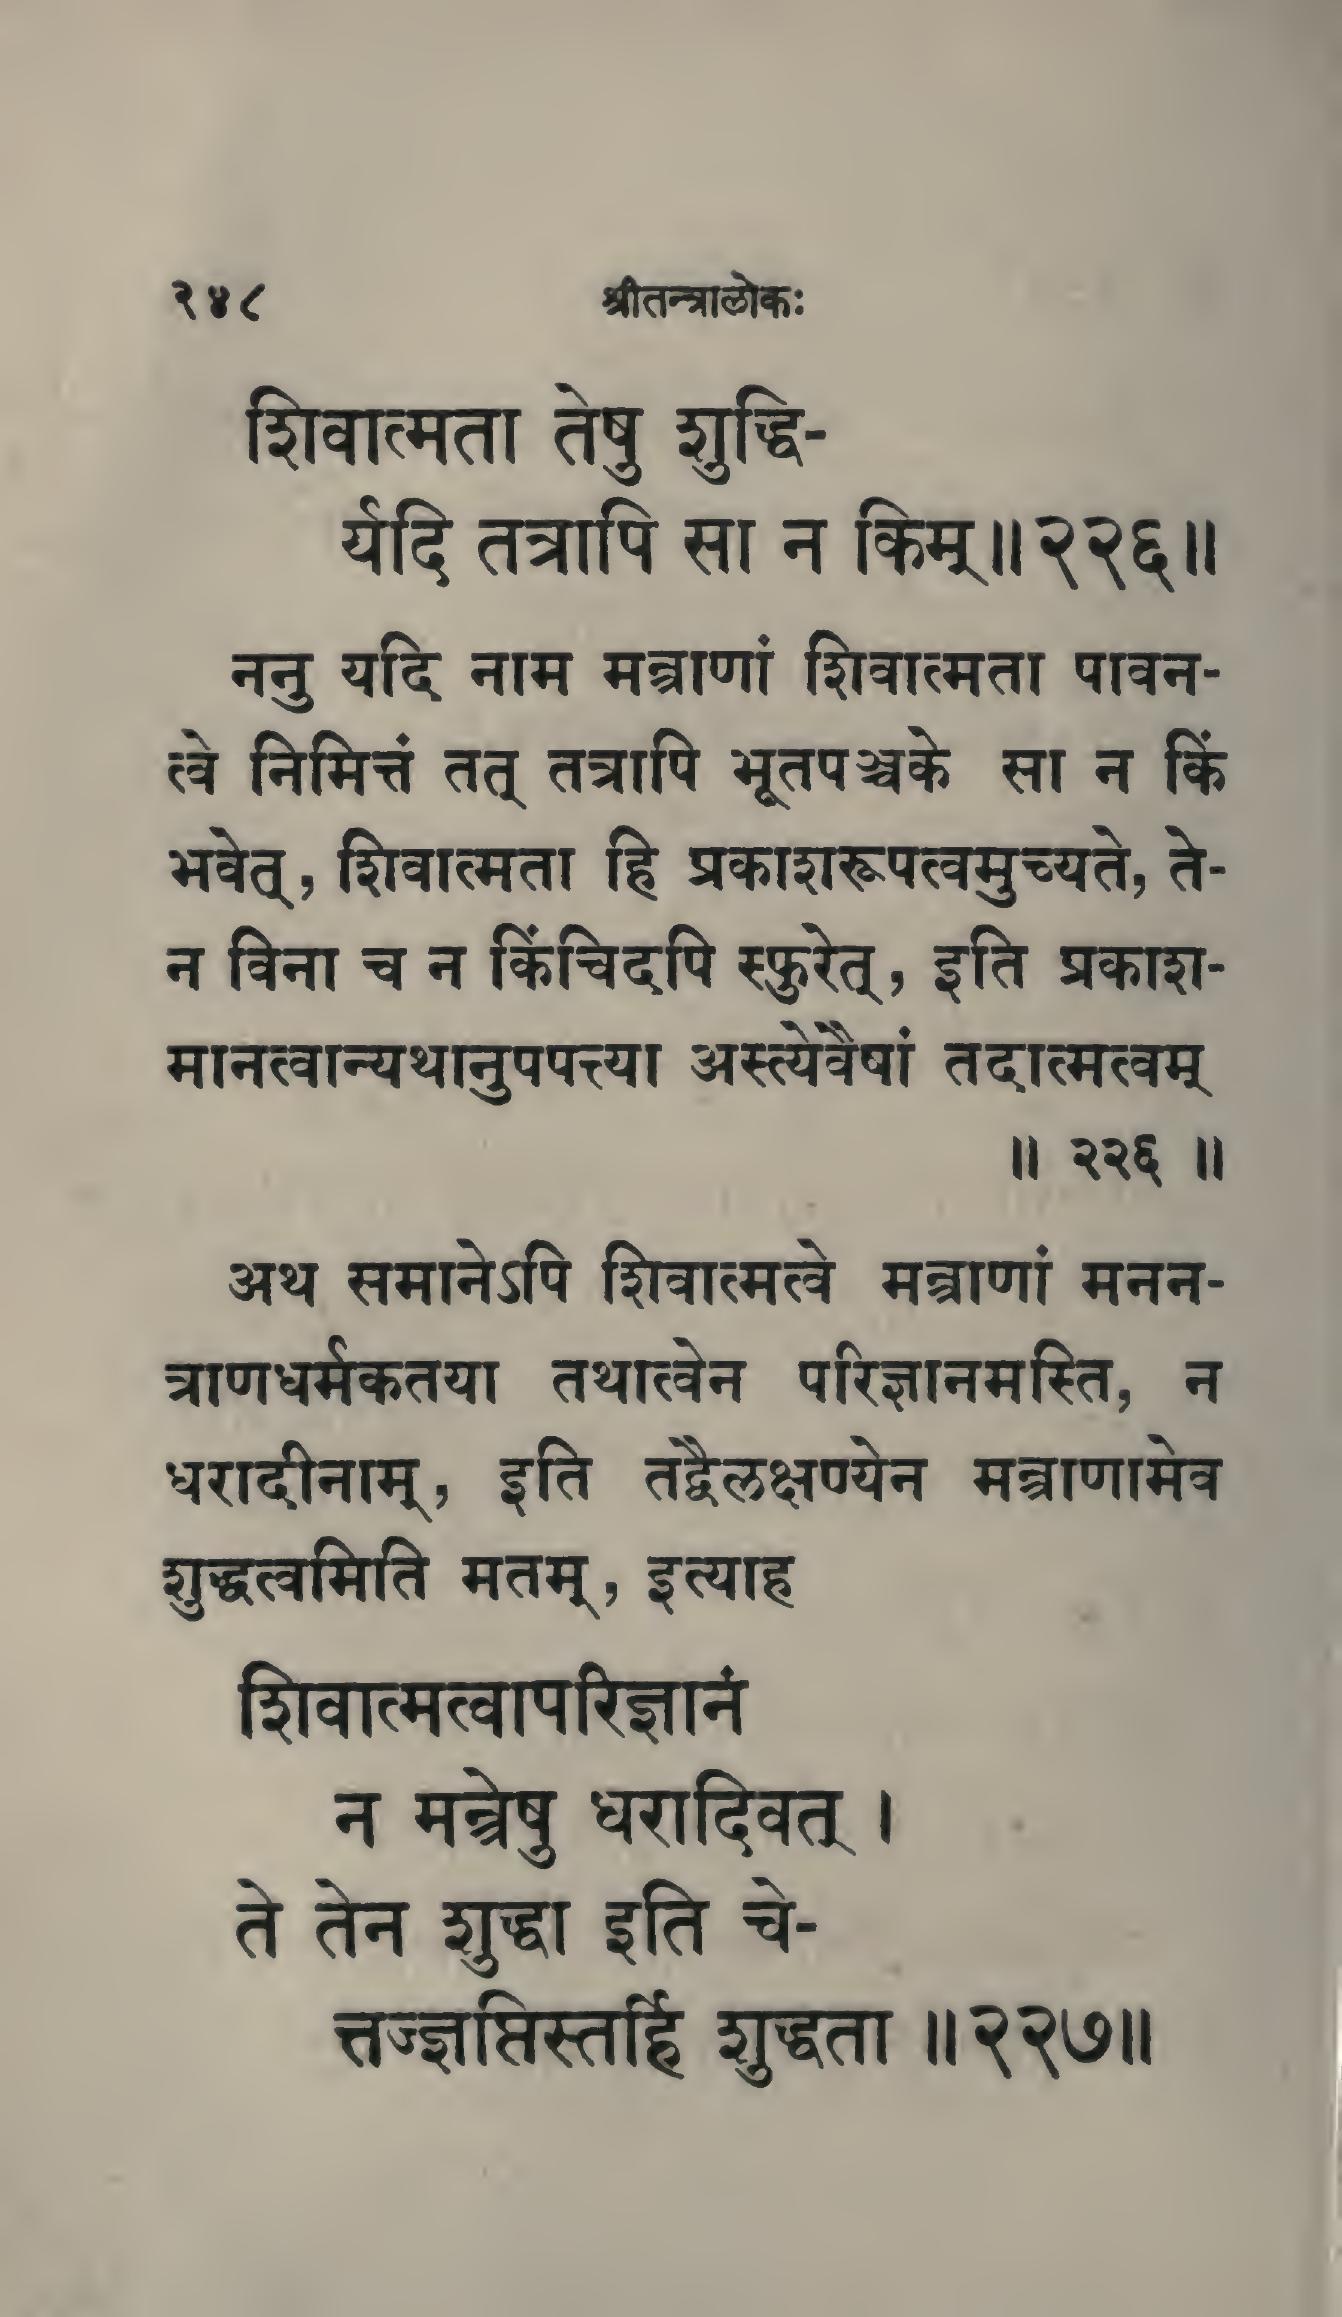 २४८ श्रीतन्त्रालोकः
शिवात्मता तेषु शुद्धि-
र्यदि तत्रापि सा न किम्॥२२६॥
ननु यदि नाम मन्त्राणां शिवात्मता पावन-
त्वे निमित्तं तत् तत्रापि भूतपञ्चके सा न किं
भवेत्, शिवात्मता हि प्रकाशरूपत्वमुच्यते, ते-
न विना च न किंचिदपि स्फुरेत्, इति प्रकाश-
मानत्वान्यथानुपपत्त्या अस्त्येवैषां तदात्मत्वम्
॥ २२६ ॥
अथ समानेऽपि शिवात्मत्वे मन्त्राणां मनन-
त्राणधर्मकतया तथात्वेन परिज्ञानमस्ति, न
धरादीनाम्, इति तद्वैलक्षण्येन मन्त्राणामेव
शुद्धत्वमिति मतम्, इत्याह
शिवात्मत्वापरिज्ञानं
न मन्त्रेषु धरादिवत् ।
ते तेन शुद्धा इति चे-
त्तज्ज्ञप्तिस्तर्हि शुद्धता ॥२२७॥